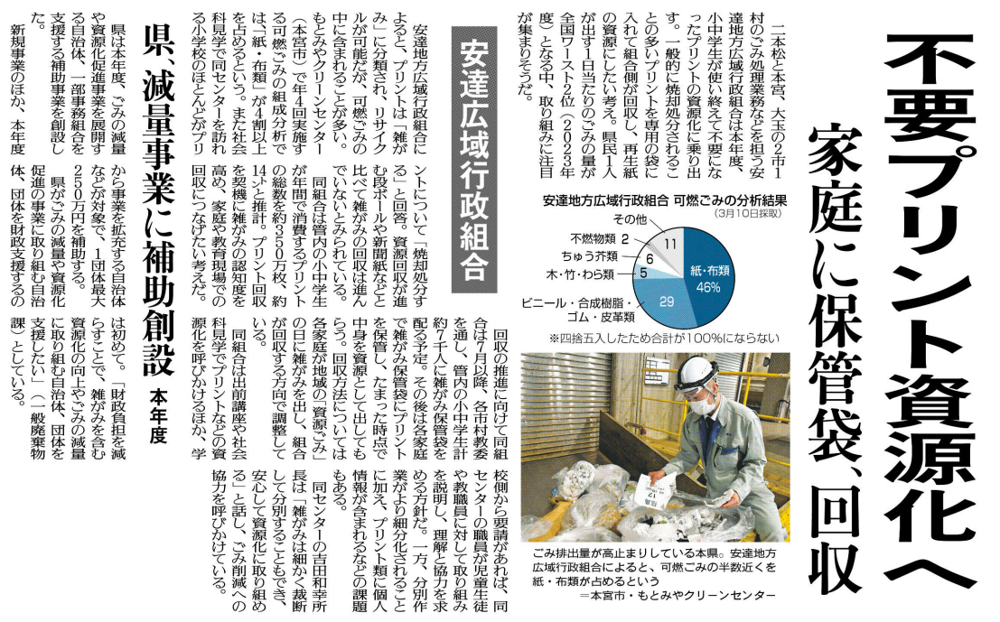 不要プリント資源化へ
家庭に保管袋、回収
二本松と本宮、大玉の2市1
村のごみ処理業務などを担う安
達地方広域行政組合は本年度、
小中学生が使い終えて不要にな
ったプリントの資源化に乗り出
す。一般的に焼却処分されるこ
との多いプリントを専用の袋に
入れて組合側が回収し、再生紙
の資源にしたい考え。県民1人
が出す1日当たりのごみの量が
全国ワースト2位（2023年
度）となる中、取り組みに注目
が集まりそうだ。
安達地方広域行政組合 可燃ごみの分析結果
（3月10日採取）
その他
11
不燃物類 2
ちゅう芥類
6
木・竹・わら類
5
ビニール・合成樹脂・
ゴム・皮革類
29
紙・布類
46%
※四捨五入したため合計が100%にならない
ごみ排出量が高止まりしている本県。安達地方
広域行政組合によると、可燃ごみの半数近くを
紙・布類が占めるという
＝本宮市・もとみやクリーンセンター
安達広域行政組合
安達地方広域行政組合に
よると、プリントは「雑が
み」に分類され、リサイク
ルが可能だが、可燃ごみの
中に含まれることが多い。
もとみやクリーンセンター
（本宮市）で年4回実施す
る可燃ごみの組成分析で
は、「紙・布類」が4割以上
を占めるという。また社会
科見学で同センターを訪れ
る小学校のほとんどがプリ
ントについて「焼却処分す
る」と回答。資源回収が進
む段ボールや新聞紙などと
比べて雑がみの回収は進ん
でいないとみられている。
同組合は管内の小中学生
が年間で消費するプリント
の総数を約350万枚、約
14㌧と推計。プリント回収
を契機に雑がみの認知度を
高め、家庭や教育現場での
回収につなげたい考えだ。
回収の推進に向けて同組
合は7月以降、各市村教委
を通し、管内の小中学生計
約7千人に雑がみ保管袋を
配る予定。その後は各家庭
で雑がみ保管袋にプリント
を保管し、たまった時点で
中身を資源として出しても
らう。回収方法については
各家庭が地域の「資源ごみ」
の日に雑がみを出し、組合
が回収する方向で調整して
いる。
同組合は出前講座や社会
科見学でプリントなどの資
源化を呼びかけるほか、学
校側から要請があれば、同
センターの職員が児童生徒
や教職員に対して取り組み
を説明し、理解と協力を求
める方針だ。一方、分別作
業がより細分化されること
に加え、プリント類に個人
情報が含まれるなどの課題
もある。
同センターの吉田和幸所
長は「雑がみは細かく裁断
して分別することもでき、
安心して資源化に取り組め
る」と話し、ごみ削減への
協力を呼びかけている。
県、減量事業に補助創設 本年度
県は本年度、ごみの減量
や資源化促進事業を展開す
る自治体、一部事務組合を
支援する補助事業を創設し
た。
新規事業のほか、本年度
から事業を拡充する自治体
などが対象で、1団体最大
250万円を補助する。
県がごみの減量や資源化
促進の事業に取り組む自治
体、団体を財政支援するの
は初めて。「財政負担を減
らすことで、雑がみを含む
資源化の向上やごみの減量
に取り組む自治体、団体を
支援したい」（一般廃棄物
課）としている。